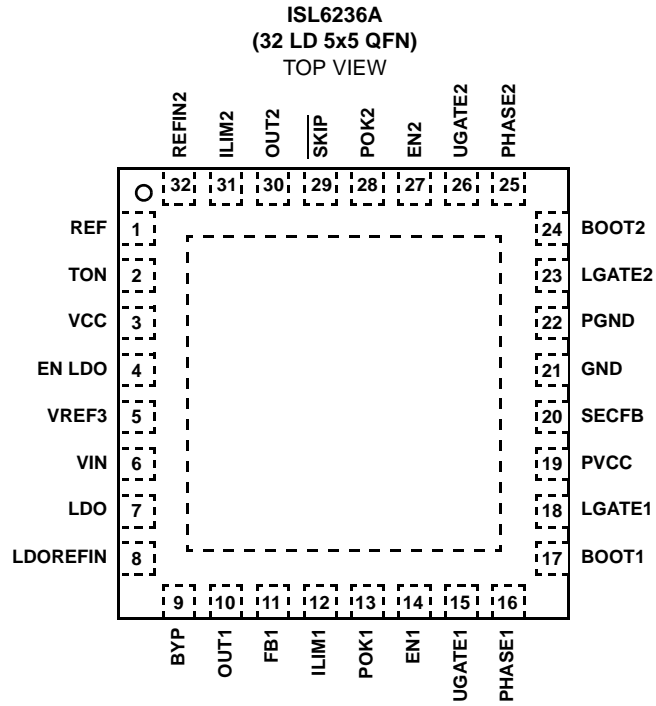 ISL6236A
(32 LD 5x5 QFN)
TOP VIEW
REFIN2
ILIM2
OUT2
SKIP
POK2
EN2
UGATE2
PHASE2
32 31 30 29 28 27 26 25
REF 1 24 BOOT2
TON 2 23 LGATE2
VCC 3 22 PGND
EN LDO 4 21 GND
VREF3 5 20 SECFB
VIN 6 19 PVCC
LDO 7 18 LGATE1
LDOREFIN 8 17 BOOT1
9 10 11 12 13 14 15 16
BYP
OUT1
FB1
ILIM1
POK1
EN1
UGATE1
PHASE1